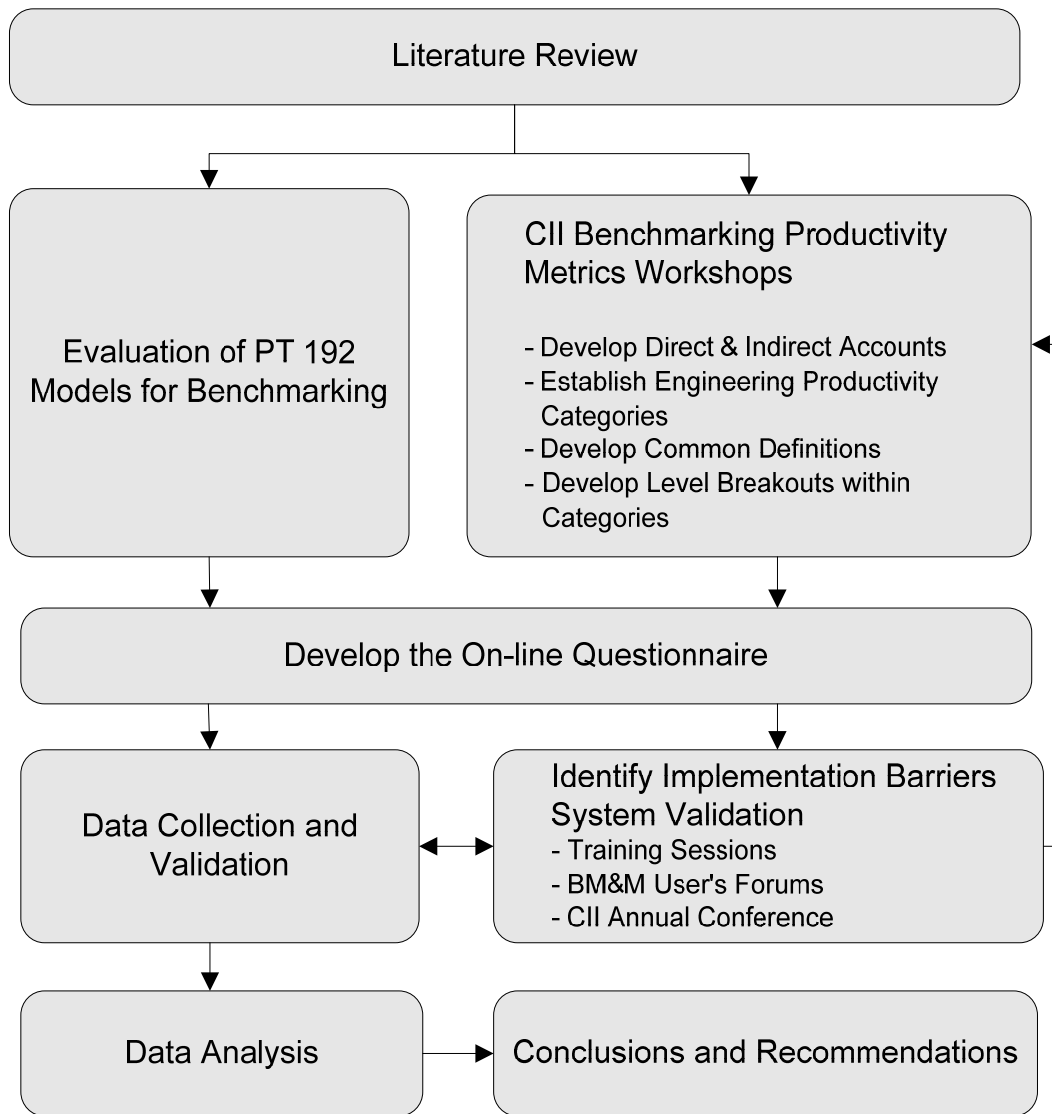 Literature Review
Evaluation of PT 192
Models for Benchmarking
CII Benchmarking Productivity
Metrics Workshops
- Develop Direct & Indirect Accounts
- Establish Engineering Productivity
Categories
- Develop Common Definitions
- Develop Level Breakouts within
Categories
Develop the On-line Questionnaire
Data Collection and
Validation
Identify Implementation Barriers
System Validation
- Training Sessions
- BM&M User's Forums
- CII Annual Conference
Data Analysis
Conclusions and Recommendations